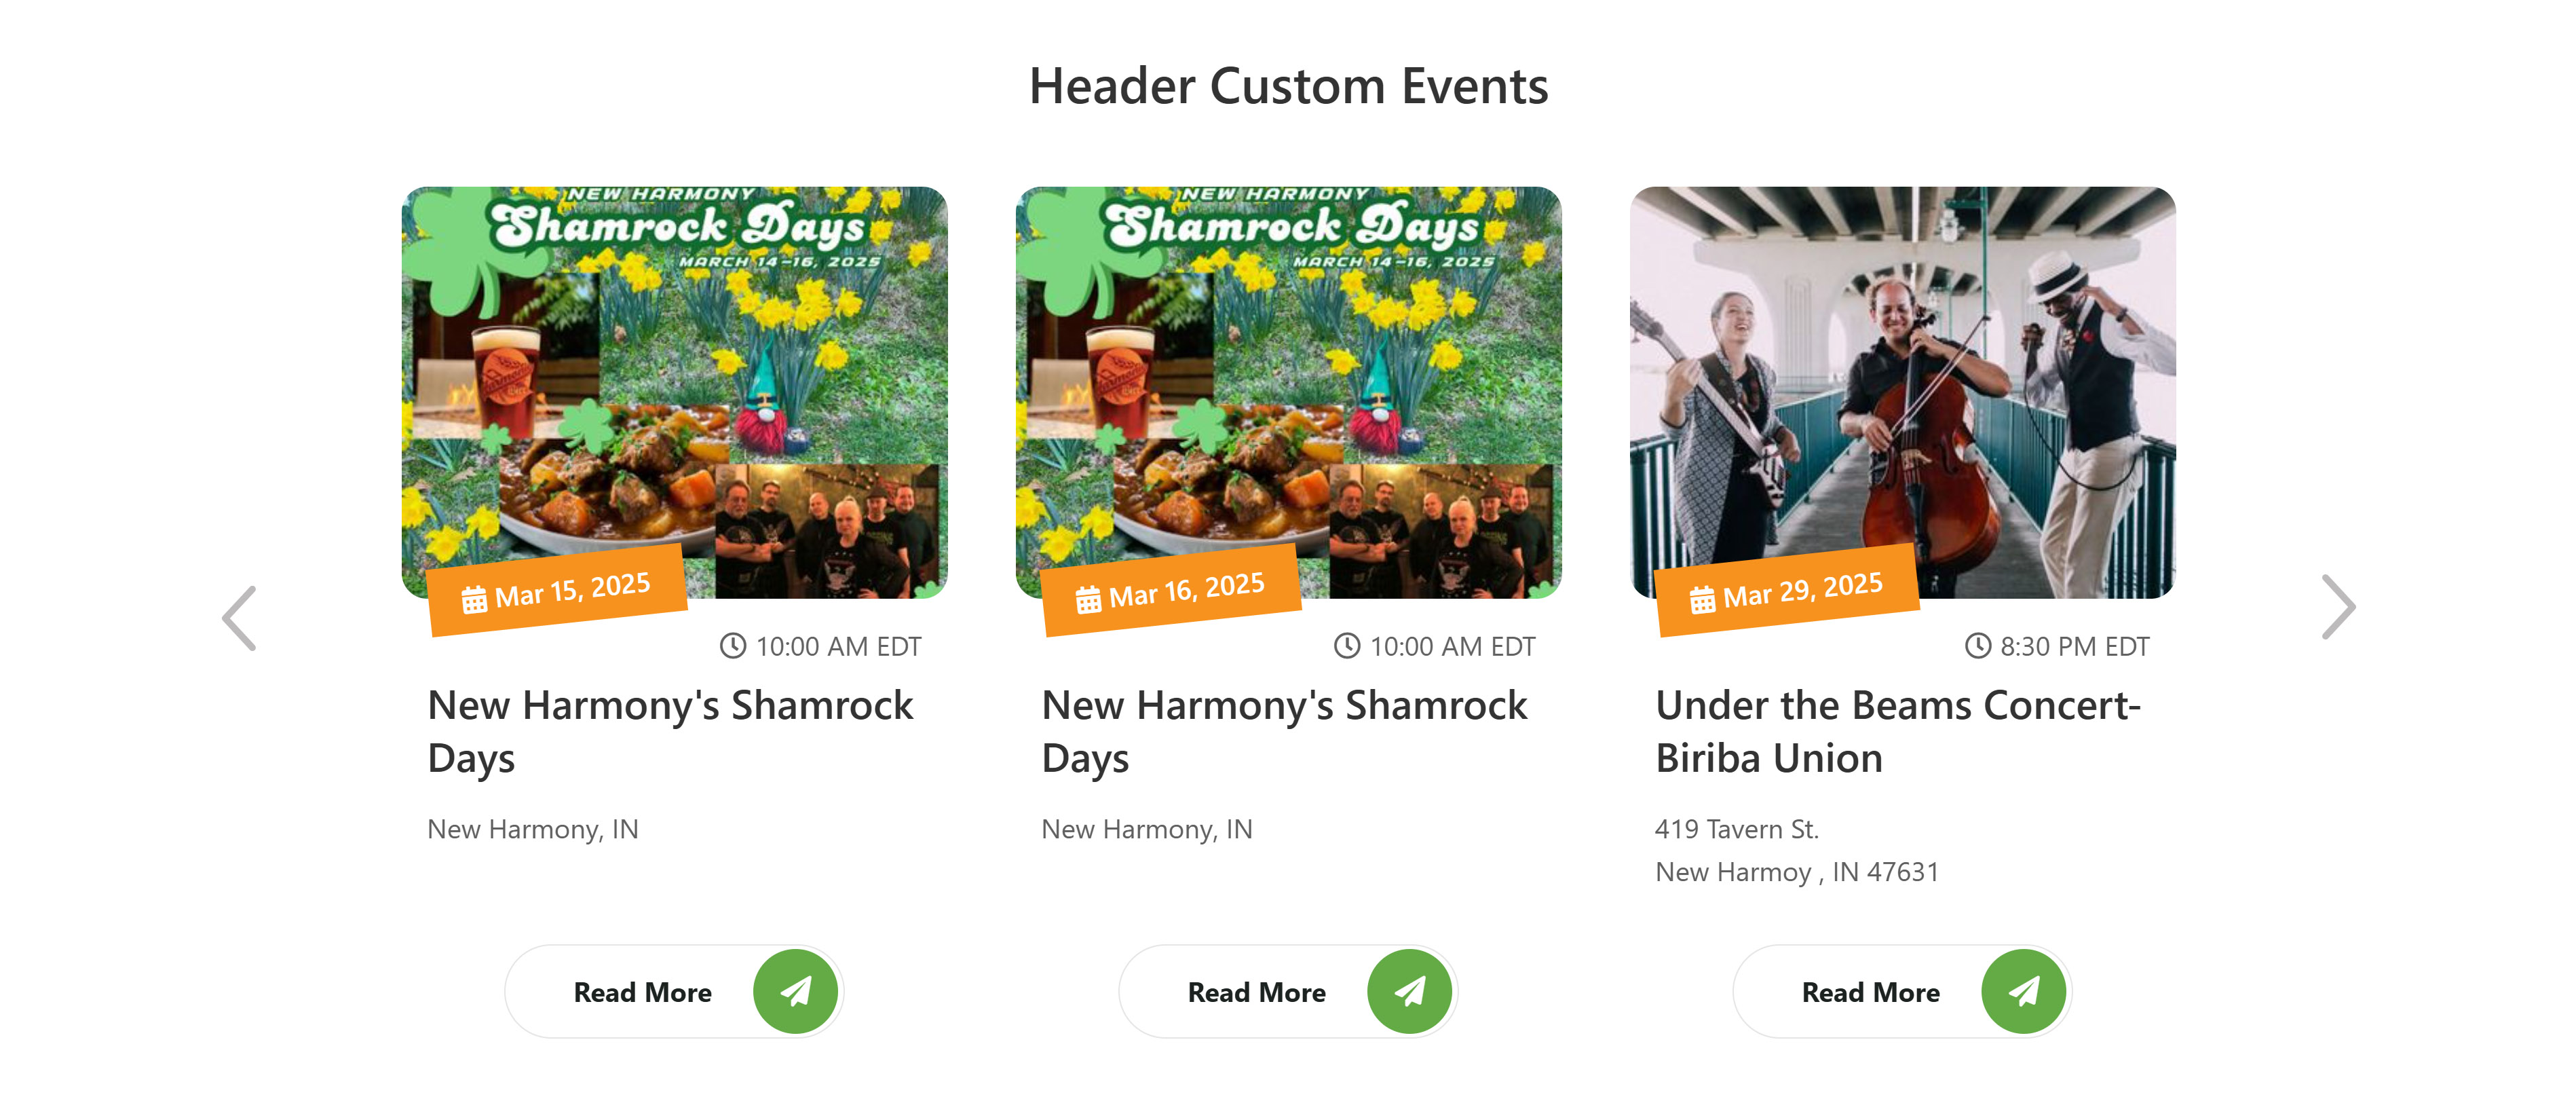 Header Custom Events
NEW HARMONY
Shamrock Days
MARCH 14-16, 2025
Mar 15, 2025
10:00 AM EDT
New Harmony's Shamrock
Days
New Harmony, IN
Read More
NEW HARMONY
Shamrock Days
MARCH 14-16, 2025
Mar 16, 2025
10:00 AM EDT
New Harmony's Shamrock
Days
New Harmony, IN
Read More
Mar 29, 2025
8:30 PM EDT
Under the Beams Concert-
Biriba Union
419 Tavern St.
New Harmoy , IN 47631
Read More